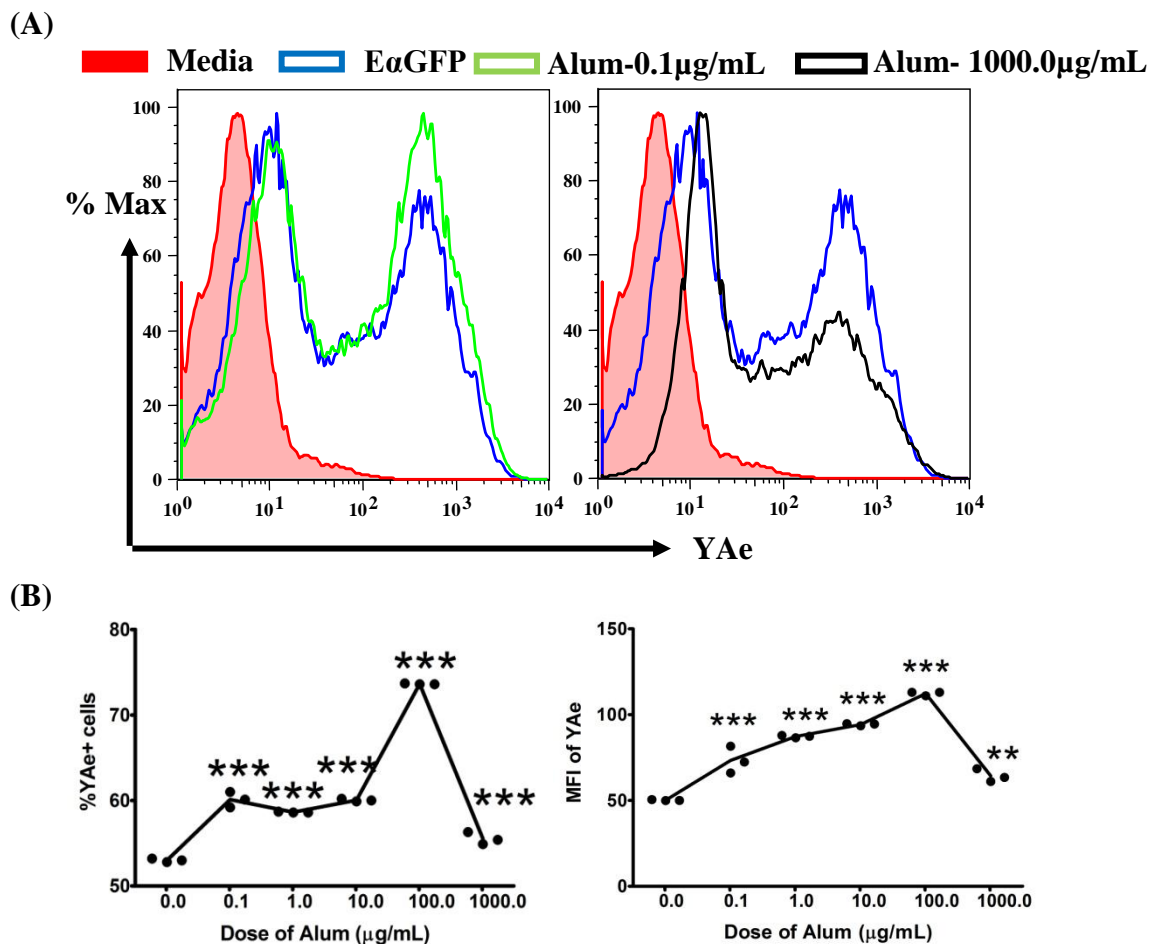 (A)
Media EαGFP Alum-0.1µg/mL Alum- 1000.0µg/mL
100
80
60
40
20
0
% Max
10⁰ 10¹ 10² 10³ 10⁴
100
80
60
40
20
0
10⁰ 10¹ 10² 10³ 10⁴
YAe
(B)
%YAe+ cells
80
70
60
50
*** *** *** *** ***
0.0 0.1 1.0 10.0 100.0 1000.0
Dose of Alum (µg/mL)
MFI of YAe
150
100
50
0
*** *** *** *** **
0.0 0.1 1.0 10.0 100.0 1000.0
Dose of Alum (µg/mL)